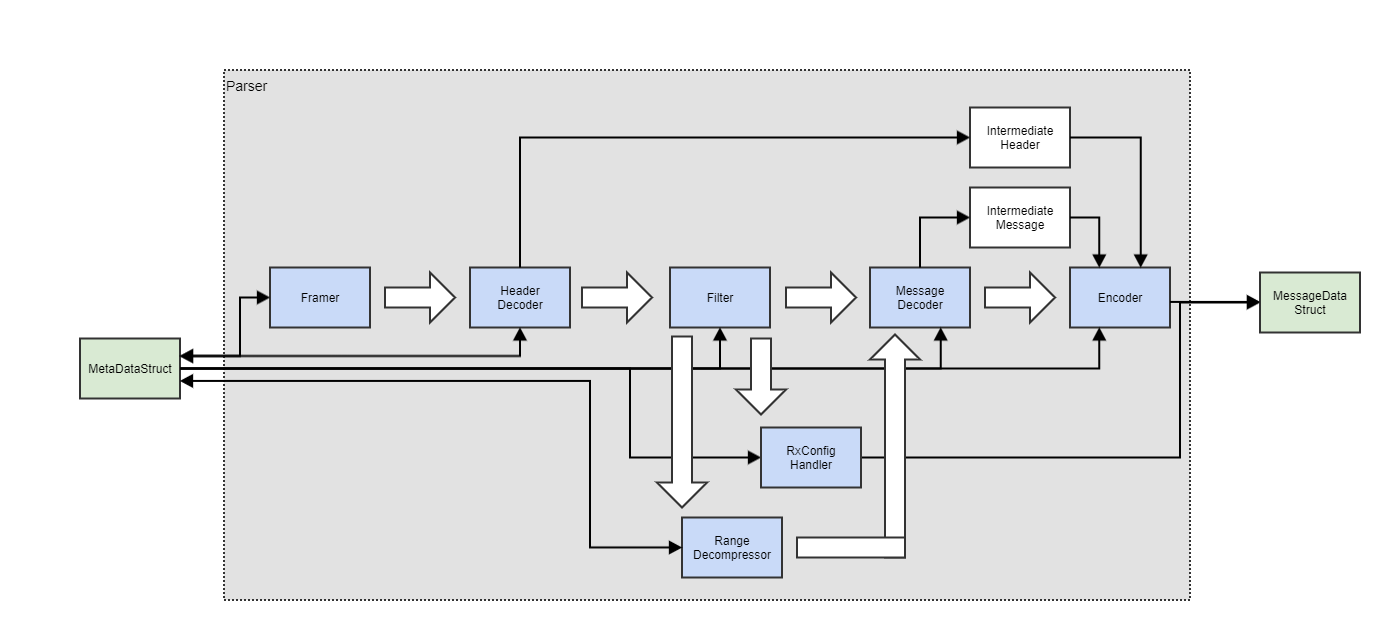 Parser
Intermediate
Header
Intermediate
Message
Framer
Header
Decoder
Filter
Message
Decoder
Encoder
MessageData
Struct
MetaDataStruct
RxConfig
Handler
Range
Decompressor